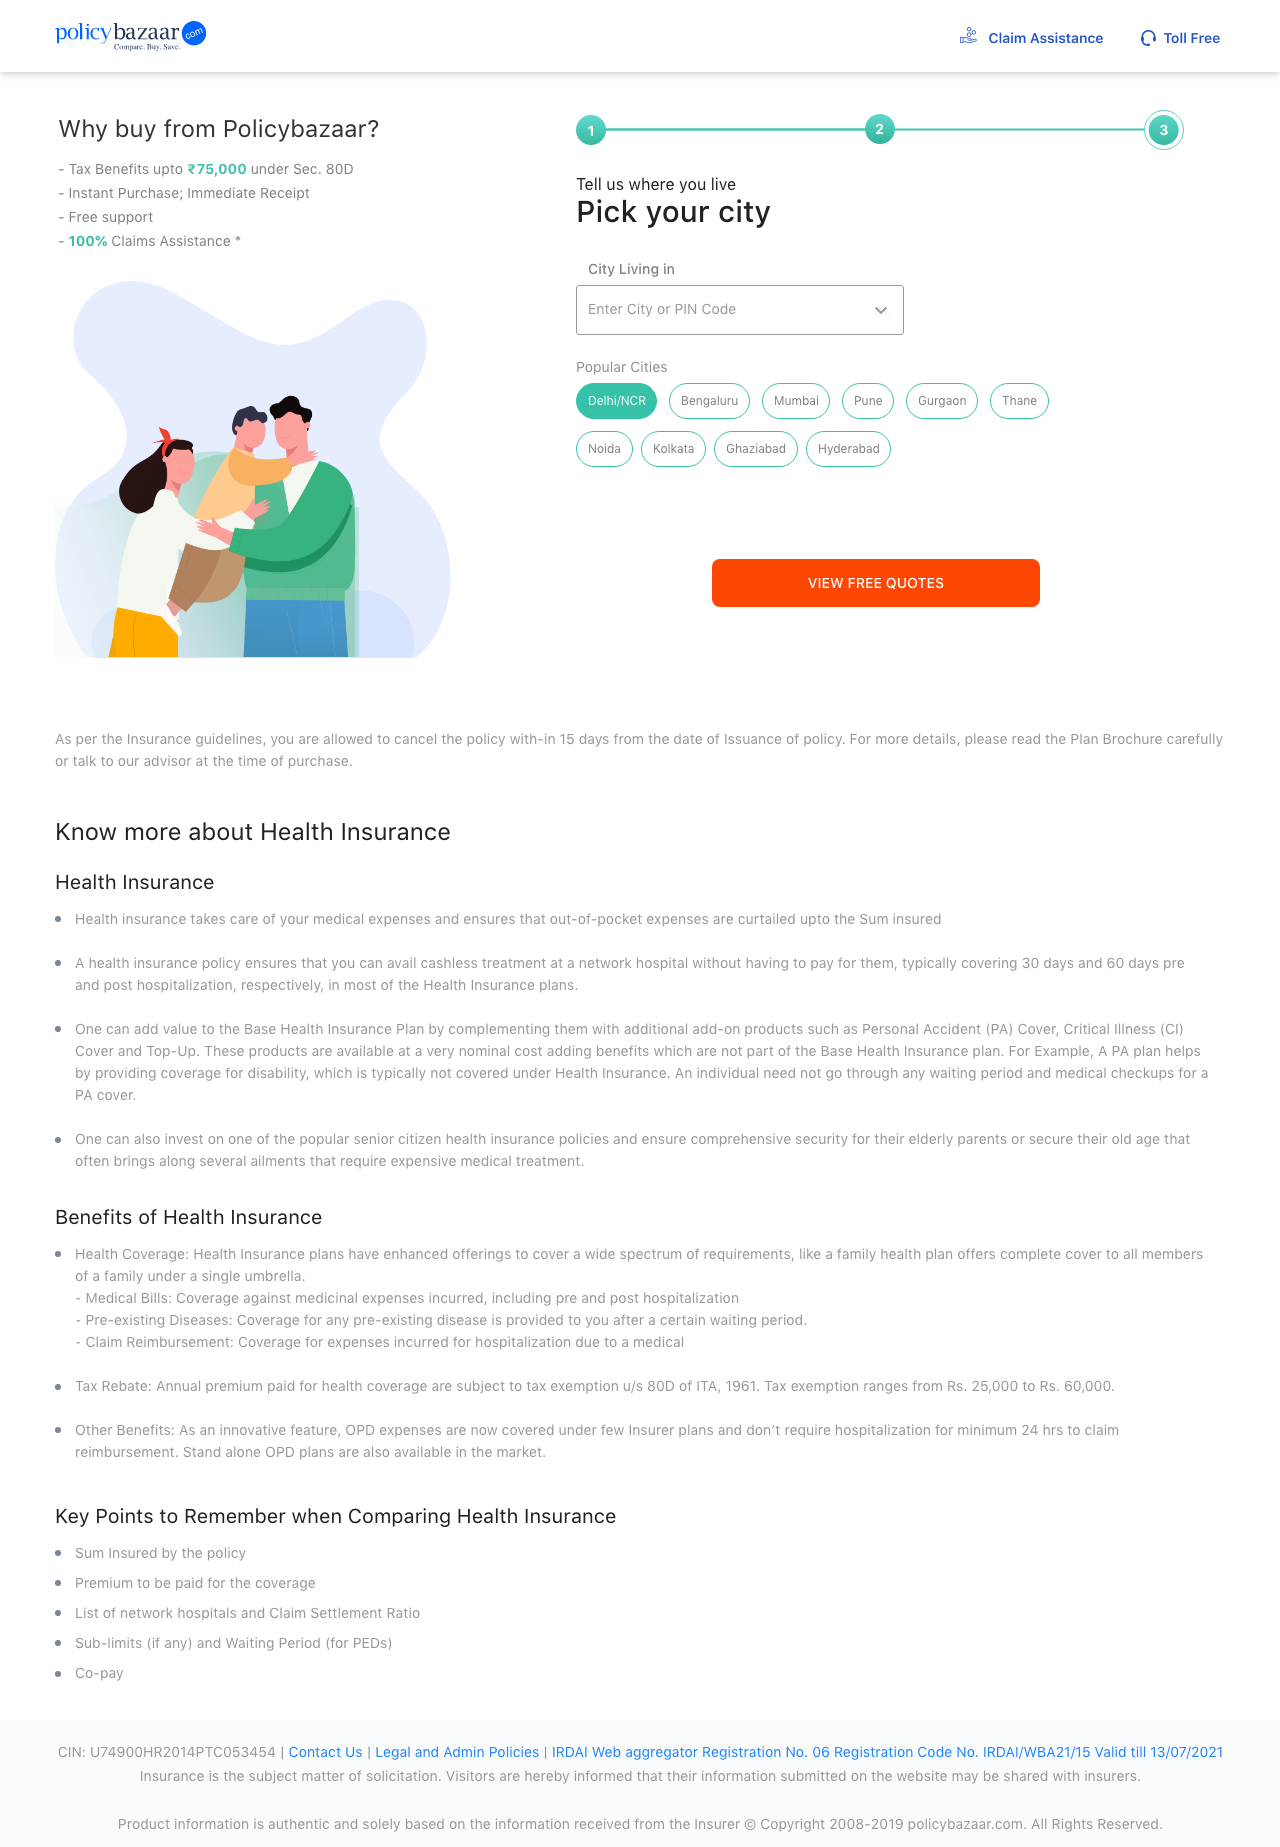 policybazaar.com
Compare. Buy. Save.
Claim Assistance
Toll Free
Why buy from Policybazaar?
- Tax Benefits upto ₹75,000 under Sec. 80D
- Instant Purchase; Immediate Receipt
- Free support
- 100% Claims Assistance *
1
2
3
Tell us where you live
Pick your city
City Living in
Enter City or PIN Code
Popular Cities
Delhi/NCR Bengaluru Mumbai Pune Gurgaon Thane
Noida Kolkata Ghaziabad Hyderabad
VIEW FREE QUOTES
As per the Insurance guidelines, you are allowed to cancel the policy with-in 15 days from the date of Issuance of policy. For more details, please read the Plan Brochure carefully
or talk to our advisor at the time of purchase.
Know more about Health Insurance
Health Insurance
Health insurance takes care of your medical expenses and ensures that out-of-pocket expenses are curtailed upto the Sum insured
A health insurance policy ensures that you can avail cashless treatment at a network hospital without having to pay for them, typically covering 30 days and 60 days pre
and post hospitalization, respectively, in most of the Health Insurance plans.
One can add value to the Base Health Insurance Plan by complementing them with additional add-on products such as Personal Accident (PA) Cover, Critical Illness (CI)
Cover and Top-Up. These products are available at a very nominal cost adding benefits which are not part of the Base Health Insurance plan. For Example, A PA plan helps
by providing coverage for disability, which is typically not covered under Health Insurance. An individual need not go through any waiting period and medical checkups for a
PA cover.
One can also invest on one of the popular senior citizen health insurance policies and ensure comprehensive security for their elderly parents or secure their old age that
often brings along several ailments that require expensive medical treatment.
Benefits of Health Insurance
Health Coverage: Health Insurance plans have enhanced offerings to cover a wide spectrum of requirements, like a family health plan offers complete cover to all members
of a family under a single umbrella.
- Medical Bills: Coverage against medicinal expenses incurred, including pre and post hospitalization
- Pre-existing Diseases: Coverage for any pre-existing disease is provided to you after a certain waiting period.
- Claim Reimbursement: Coverage for expenses incurred for hospitalization due to a medical
Tax Rebate: Annual premium paid for health coverage are subject to tax exemption u/s 80D of ITA, 1961. Tax exemption ranges from Rs. 25,000 to Rs. 60,000.
Other Benefits: As an innovative feature, OPD expenses are now covered under few Insurer plans and don’t require hospitalization for minimum 24 hrs to claim
reimbursement. Stand alone OPD plans are also available in the market.
Key Points to Remember when Comparing Health Insurance
Sum Insured by the policy
Premium to be paid for the coverage
List of network hospitals and Claim Settlement Ratio
Sub-limits (if any) and Waiting Period (for PEDs)
Co-pay
CIN: U74900HR2014PTC053454 | Contact Us | Legal and Admin Policies | IRDAI Web aggregator Registration No. 06 Registration Code No. IRDAI/WBA21/15 Valid till 13/07/2021
Insurance is the subject matter of solicitation. Visitors are hereby informed that their information submitted on the website may be shared with insurers.
Product information is authentic and solely based on the information received from the Insurer © Copyright 2008-2019 policybazaar.com. All Rights Reserved.